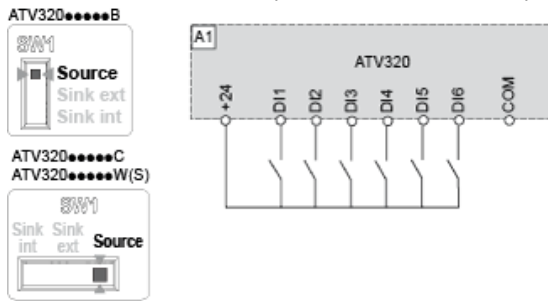 ATV320●●●●●B
SW1
Source
Sink ext
Sink int
ATV320●●●●●C
ATV320●●●●●W(S)
SW1
Sink int
Sink ext
Source
A1
ATV320
+24
DI1
DI2
DI3
DI4
DI5
DI6
COM